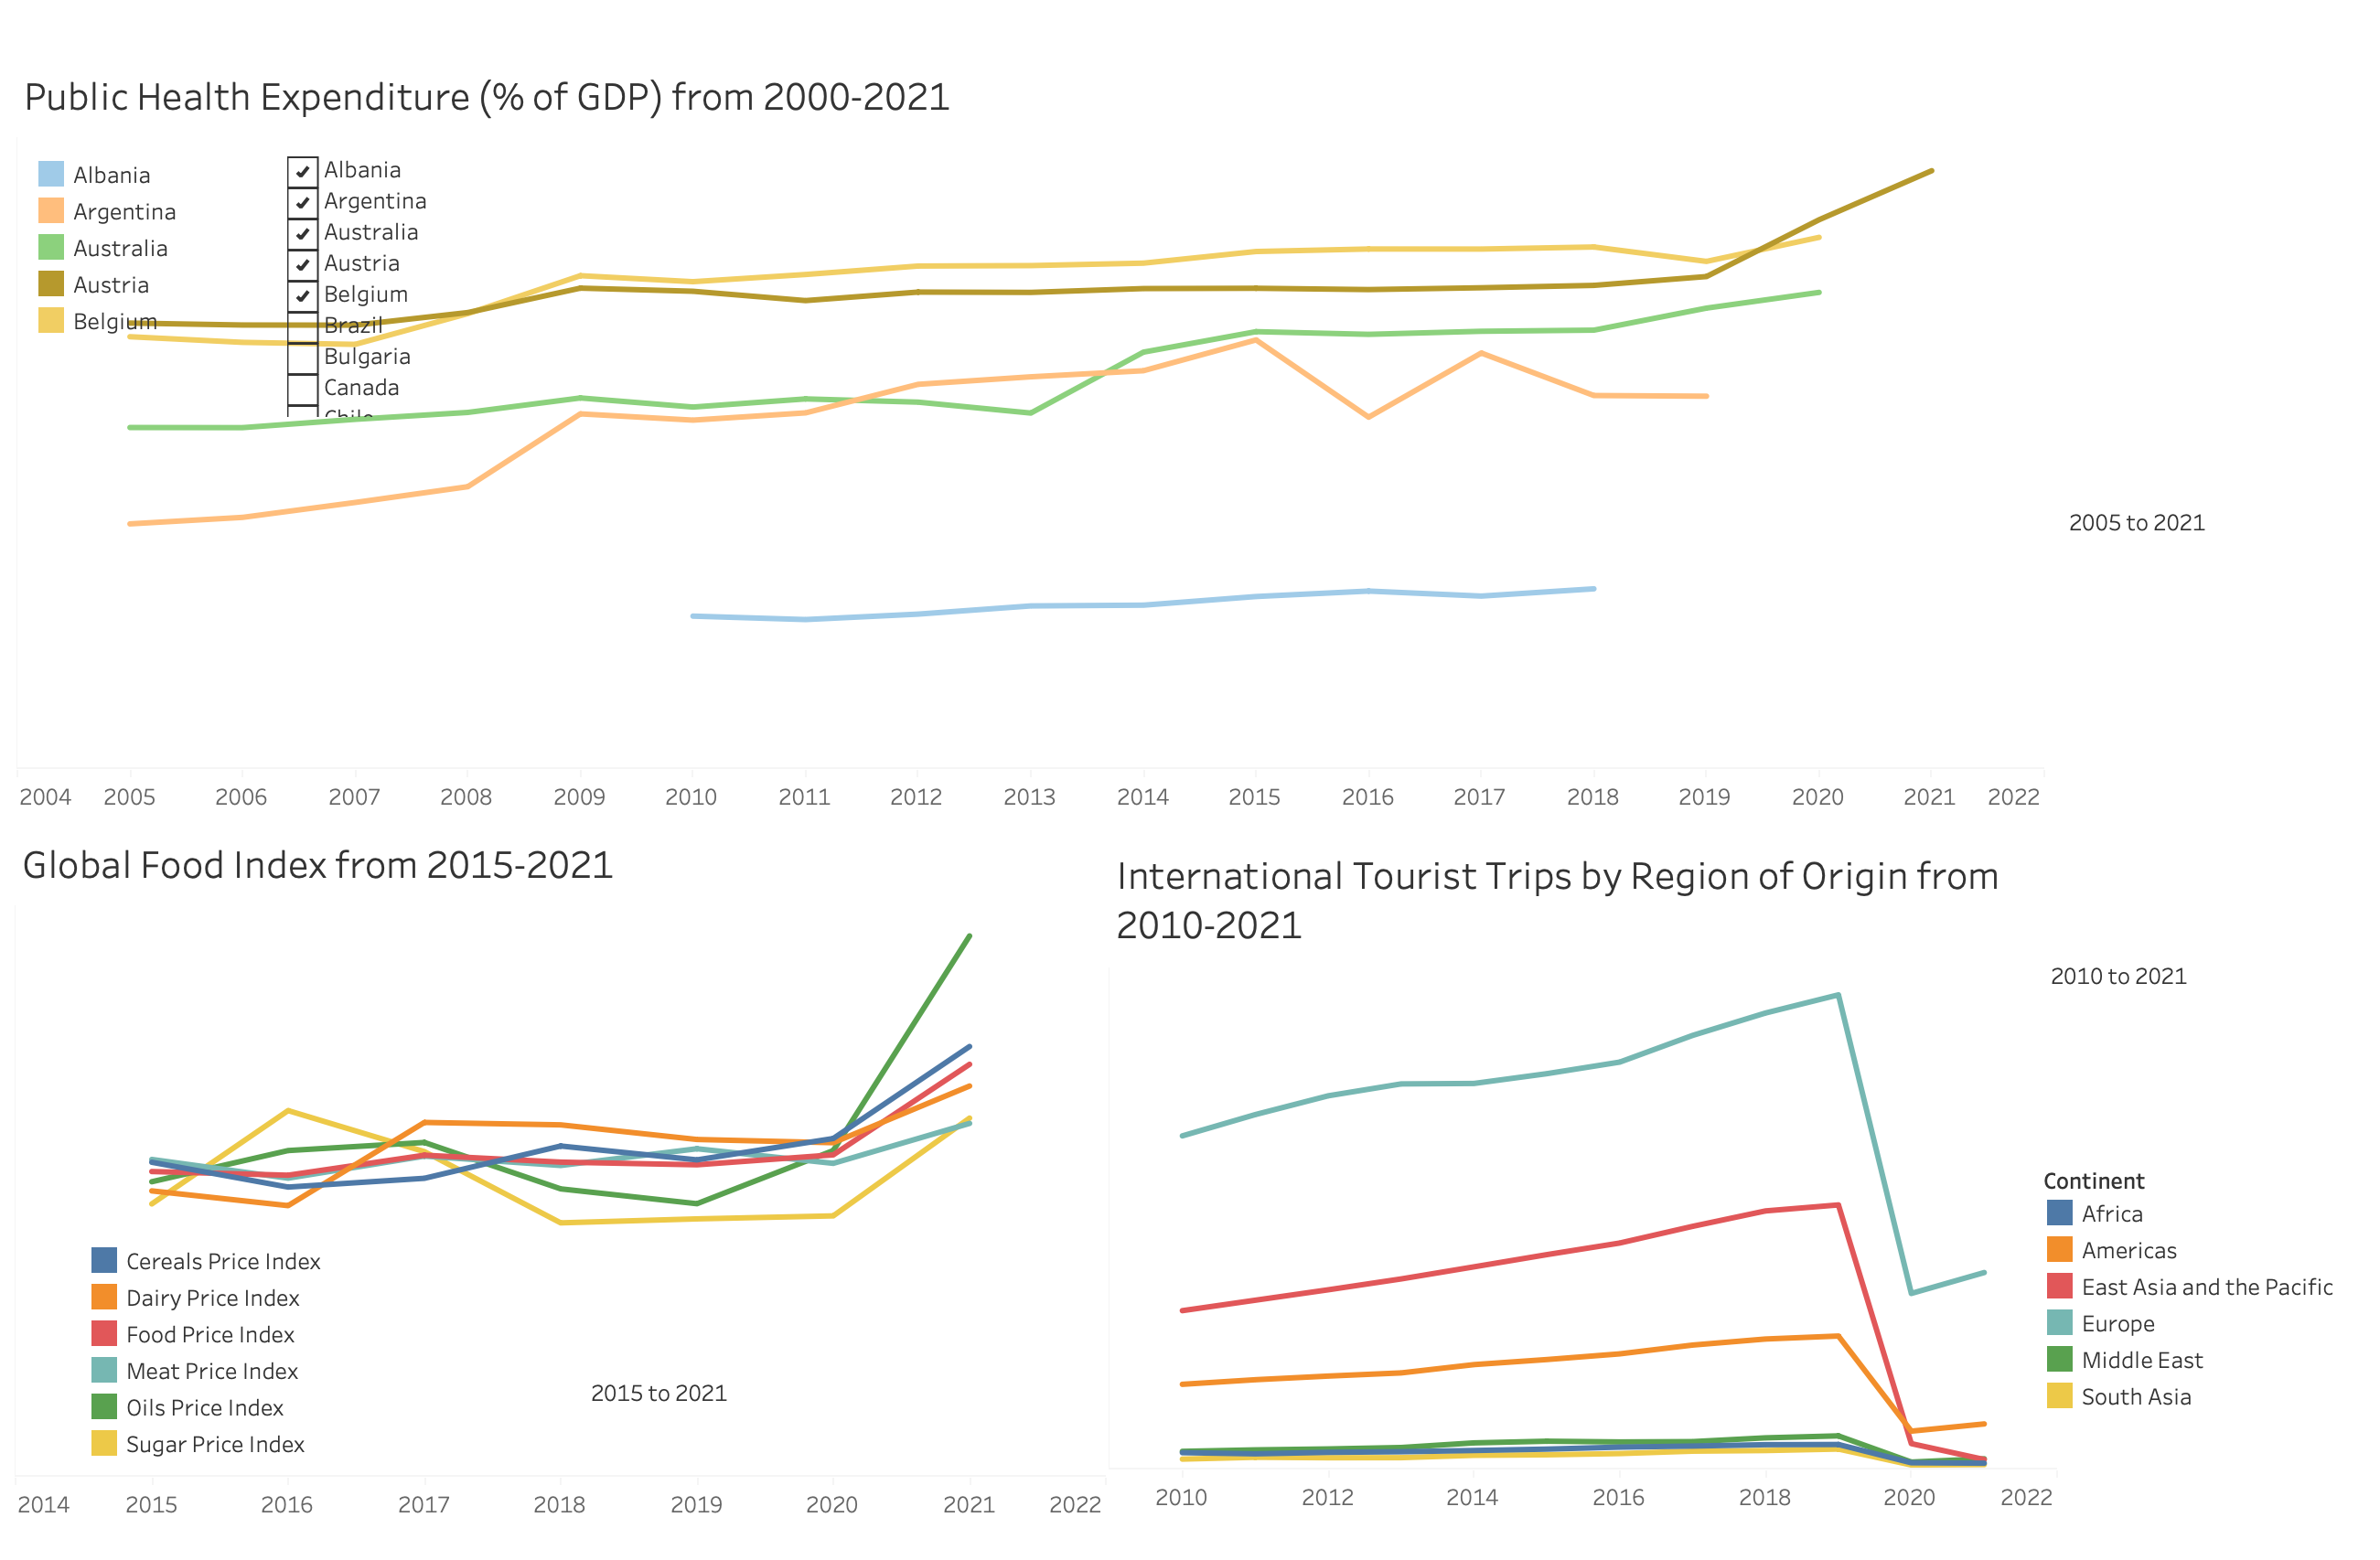 Public Health Expenditure (% of GDP) from 2000-2021
Albania
Argentina
Australia
Austria
Belgium
Albania
Argentina
Australia
Austria
Belgium
Brazil
Bulgaria
Canada
Chile
2005 to 2021
2004 2005 2006 2007 2008 2009 2010 2011 2012 2013 2014 2015 2016 2017 2018 2019 2020 2021 2022
Global Food Index from 2015-2021
Cereals Price Index
Dairy Price Index
Food Price Index
Meat Price Index
Oils Price Index
Sugar Price Index
2015 to 2021
2014 2015 2016 2017 2018 2019 2020 2021 2022
International Tourist Trips by Region of Origin from
2010-2021
2010 to 2021
Continent
Africa
Americas
East Asia and the Pacific
Europe
Middle East
South Asia
2010 2012 2014 2016 2018 2020 2022